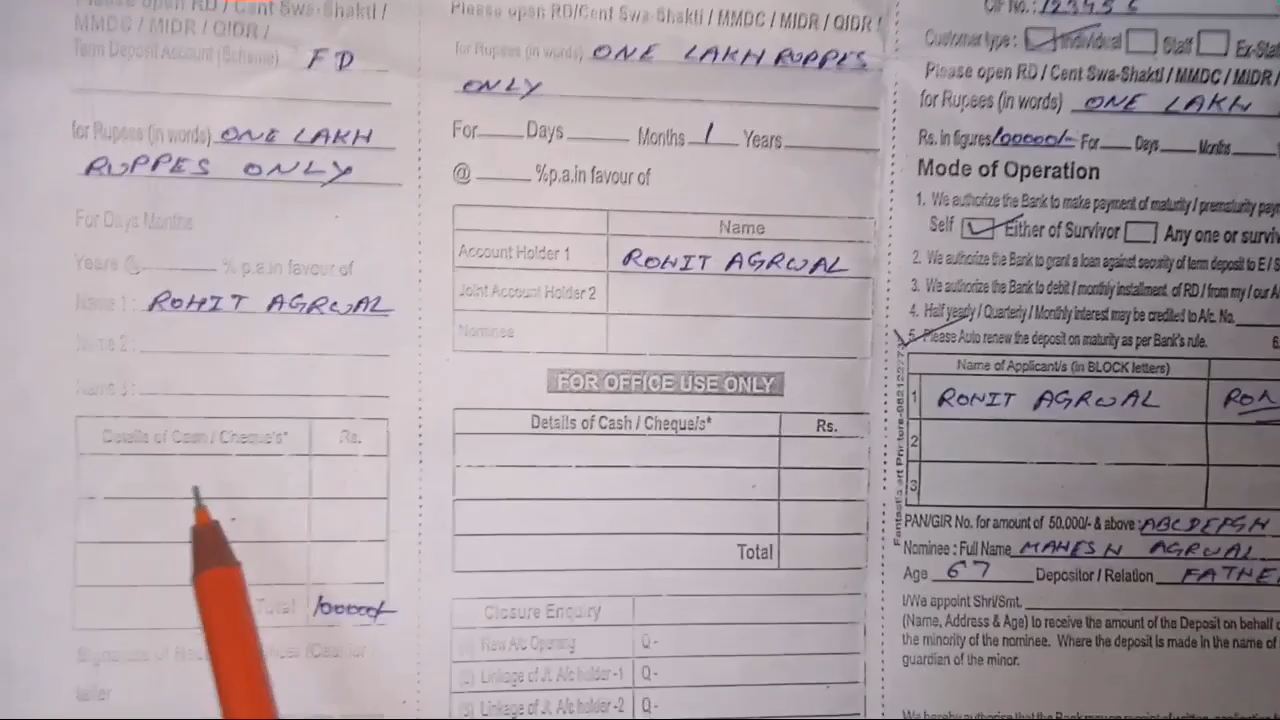 Please open RD / Cent Swa-Shakti /
MMDC / MIDR / QIDR /
Term Deposit Account (Scheme) FD
for Rupees (in words) ONE LAKH
RUPPES ONLY
For Days Months
Years @ % p.a.in favour of
Name 1: ROHIT AGRWAL
Name 2:
Name 3:
Details of Cash / Cheque's* Rs.
Total 100000/-
Signature of
teller
Please open RD/Cent Swa-Shakti / MMDC / MIDR / QIDR /
for Rupees (in words) ONE LAKH RUPPES
ONLY
For Days Months 1 Years
@ %p.a.in favour of
Name
Account Holder 1 ROHIT AGRWAL
Joint Account Holder 2
Nominee
FOR OFFICE USE ONLY
Details of Cash / Cheque/s* Rs.
Total
Closure Enquiry
(1) New A/c Opening Q-
(2) Linkage of Jt. A/c holder -1 Q-
(3) Linkage of Jt. A/c holder -2 Q-
CIF No.: 123456
Customer type : Individual Staff Ex-Sta
Please open RD / Cent Swa-Shakti / MMDC / MIDR /
for Rupees (in words) ONE LAKH
Rs. in figures 100000/- For Days Months
Mode of Operation
1. We authorize the Bank to make payment of maturity / prematurity pay
Self Either of Survivor Any one or surviv
2. We authorize the Bank to grant a loan against security of term deposit to E / S
3. We authorize the Bank to debit / monthly installment of RD / from my / our A
4. Half yearly / Quarterly / Monthly interest may be credited to A/c. No.
5. Please Auto renew the deposit on maturity as per Bank's rule. 6.
Name of Applicant/s (in BLOCK letters)
1 ROHIT AGRWAL
2
3
PAN/GIR No. for amount of 50,000/- & above: ABCDEFGH
Nominee : Full Name MAHESH AGRWAL
Age 67 Depositor / Relation FATHE
I/We appoint Shri/Smt.
(Name, Address & Age) to receive the amount of the Deposit on behalf o
the minority of the nominee. Where the deposit is made in the name of
guardian of the minor.